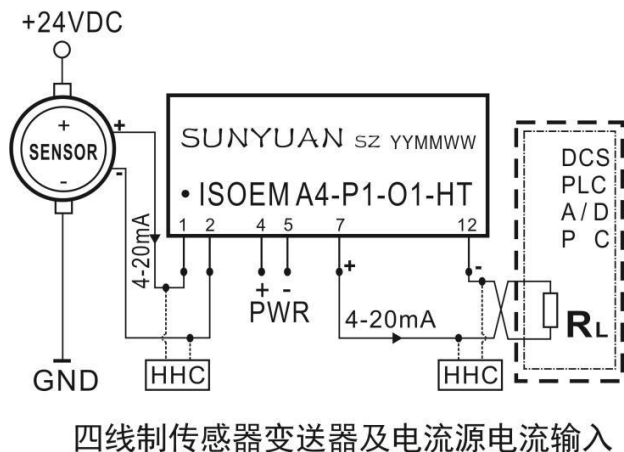 +24VDC
+
SENSOR
-
+
-
4-20mA
GND
SUNYUAN SZ YYMMWW
• ISOEM A4-P1-O1-HT
1 2 4 5 7 12
+ -
PWR
+
-
4-20mA
HHC
HHC
DCS
PLC
A/D
P C
RL
四线制传感器变送器及电流源电流输入